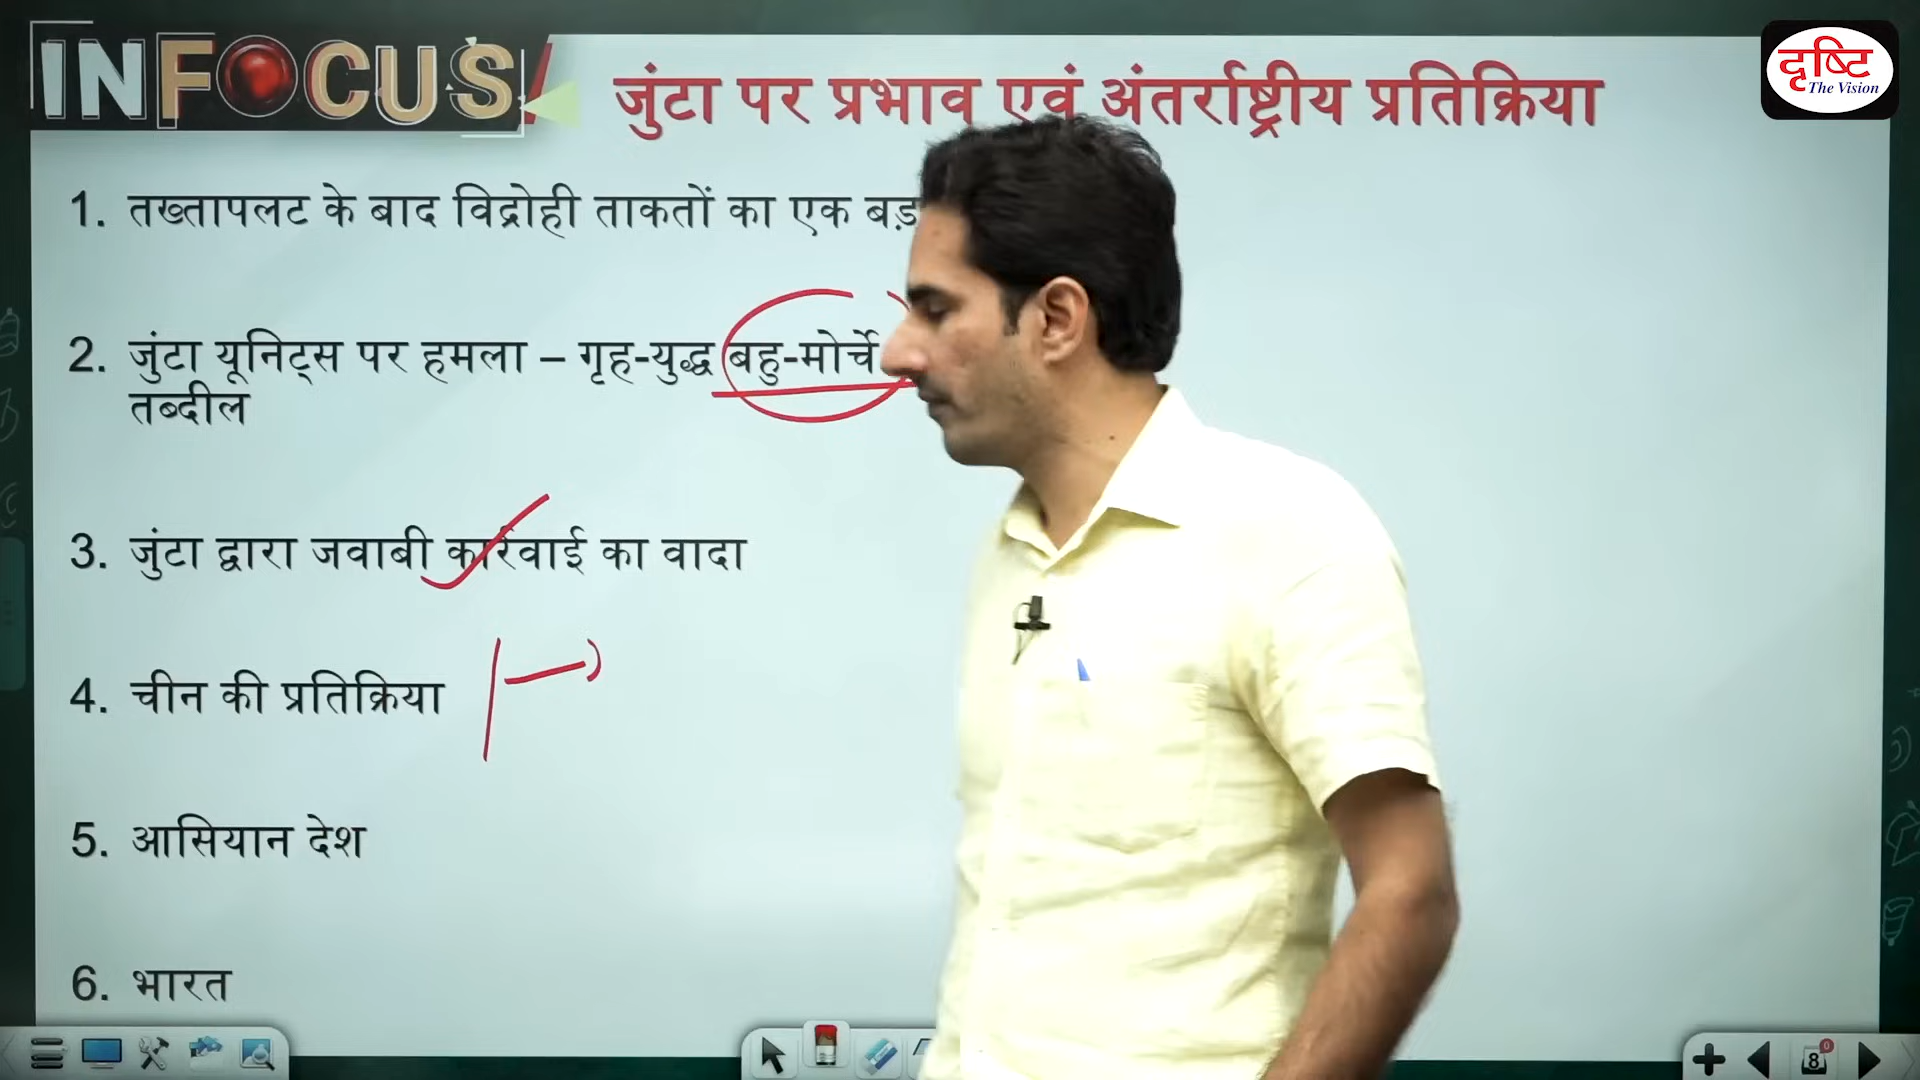 INFOCUS
जुंटा पर प्रभाव एवं अंतर्राष्ट्रीय प्रतिक्रिया
दृष्टि
The Vision
1. तख्तापलट के बाद विद्रोही ताकतों का एक
2. जुंटा यूनिट्स पर हमला – गृह-युद्ध बहु-मोर्चे
तब्दील
3. जुंटा द्वारा जवाबी कार्रवाई का वादा
4. चीन की प्रतिक्रिया
5. आसियान देश
6. भारत
8
0